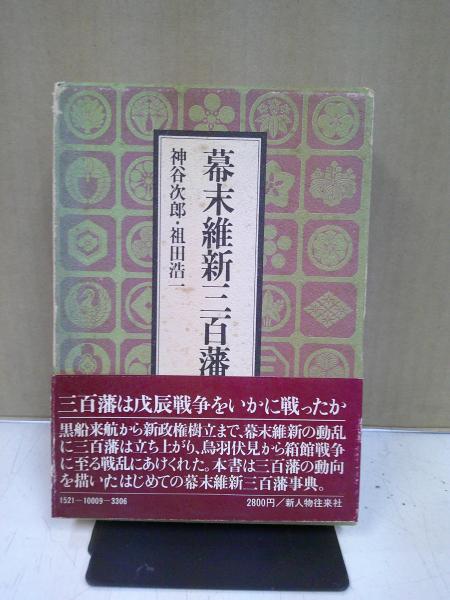 幕末維新三百藩
神谷次郎・祖田浩一
三百藩は戊辰戦争をいかに戦ったか
黒船来航から新政権樹立まで、幕末維新の動乱
に三百藩は立ち上がり、鳥羽伏見から箱館戦争
に至る戦乱にあけくれた。本書は三百藩の動向
を描いたはじめての幕末維新三百藩事典。
1521-10009-3306
2800円/新人物往来社